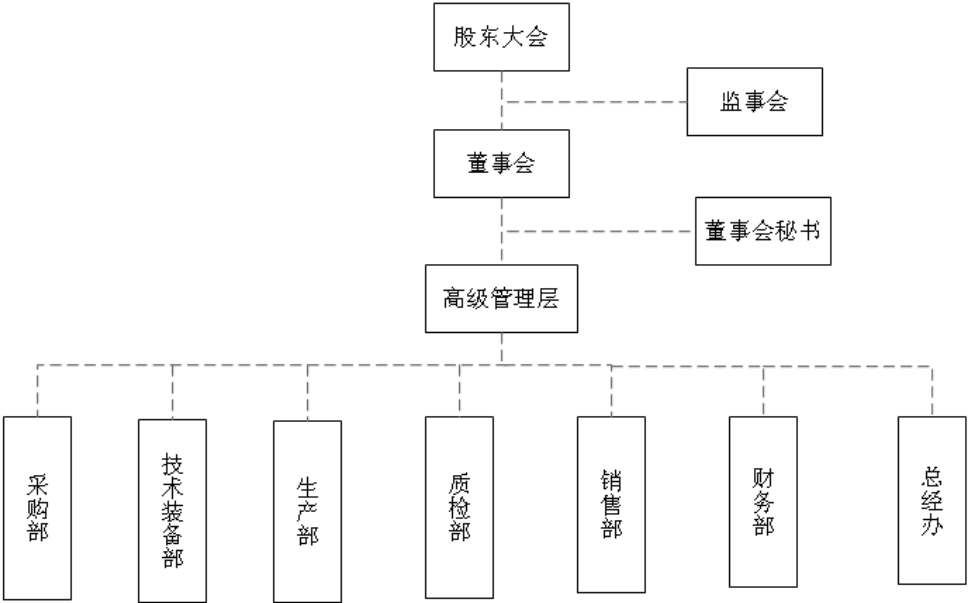 股东大会
监事会
董事会
董事会秘书
高级管理层
采购部
技术装备部
生产部
质检部
销售部
财务部
总经办